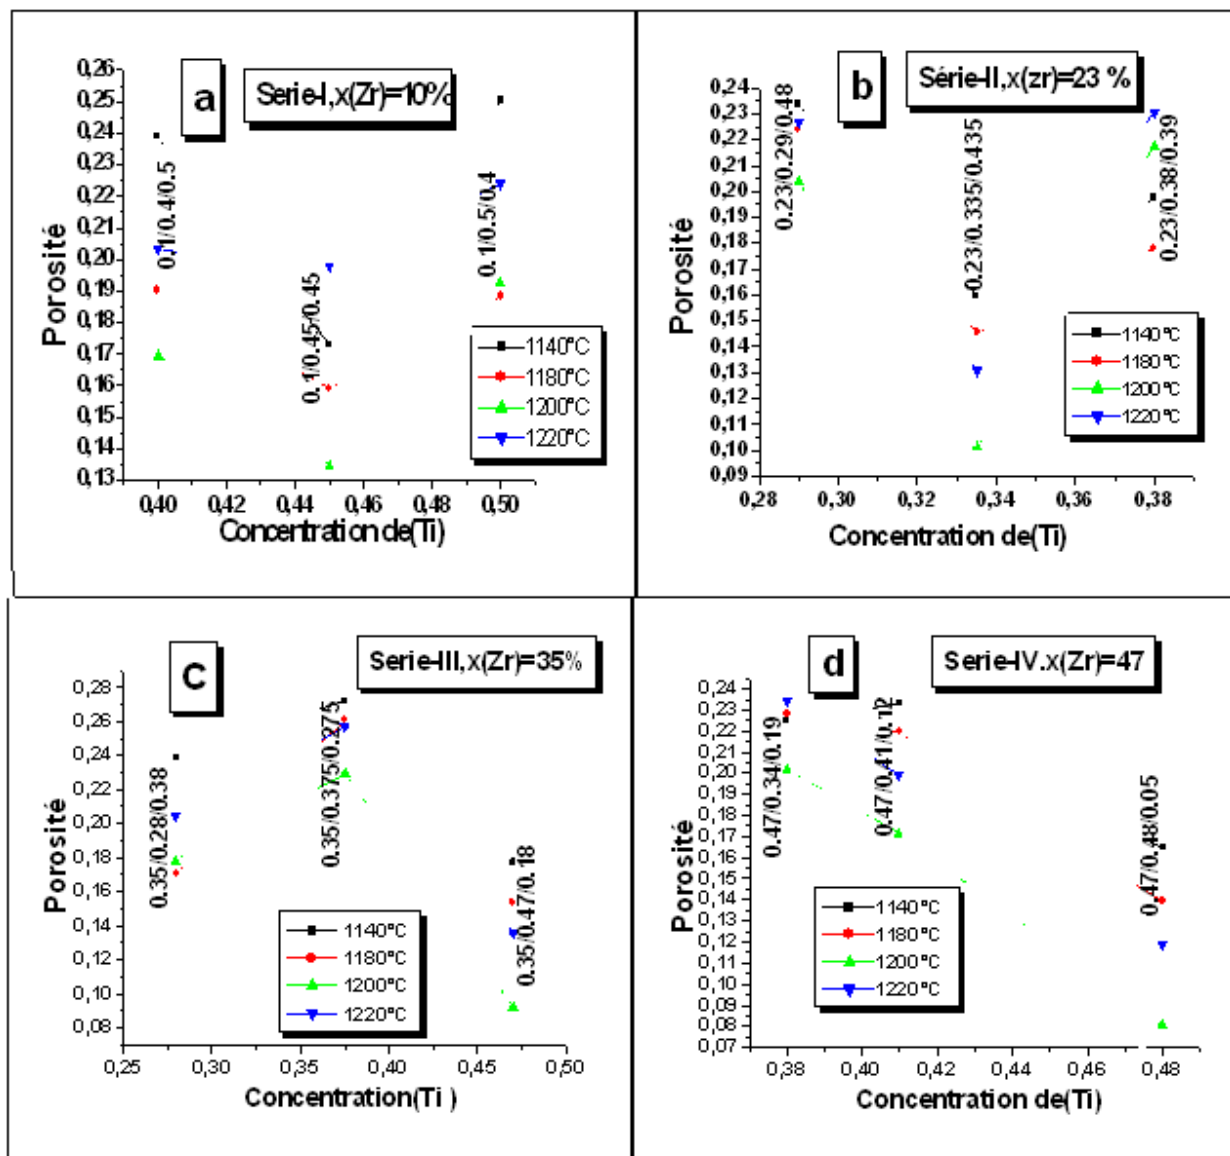 a
Serie-I,x(Zr)=10%
Porosité
0,26
0,25
0,24
0,23
0,22
0,21
0,20
0,19
0,18
0,17
0,16
0,15
0,14
0,13
0.1/0.4/0.5
0.1/0.45/0.45
0.1/0.5/0.4
1140°C
1180°C
1200°C
1220°C
0,40 0,42 0,44 0,46 0,48 0,50
Concentration de(Ti)
b
Série-II,x(zr)=23 %
Porosité
0,24
0,23
0,22
0,21
0,20
0,19
0,18
0,17
0,16
0,15
0,14
0,13
0,12
0,11
0,10
0,09
0.23/0.29/0.48
0.23/0.335/0.435
0.23/0.38/0.39
1140°C
1180°C
1200°C
1220°C
0,28 0,30 0,32 0,34 0,36 0,38
Concentration de(Ti)
C
Serie-III,x(Zr)=35%
Porosité
0,28
0,26
0,24
0,22
0,20
0,18
0,16
0,14
0,12
0,10
0,08
0.35/0.28/0.38
0.35/0.375/0.275
0.35/0.47/0.18
1140°C
1180°C
1200°C
1220°C
0,25 0,30 0,35 0,40 0,45 0,50
Concentration(Ti )
d
Serie-IV.x(Zr)=47
Porosité
0,24
0,23
0,22
0,21
0,20
0,19
0,18
0,17
0,16
0,15
0,14
0,13
0,12
0,11
0,10
0,09
0,08
0,07
0.47/0.34/0.19
0.47/0.41/0.12
0.47/0.48/0.05
1140°C
1180°C
1200°C
1220°C
0,38 0,40 0,42 0,44 0,46 0,48
Concentration de(Ti)